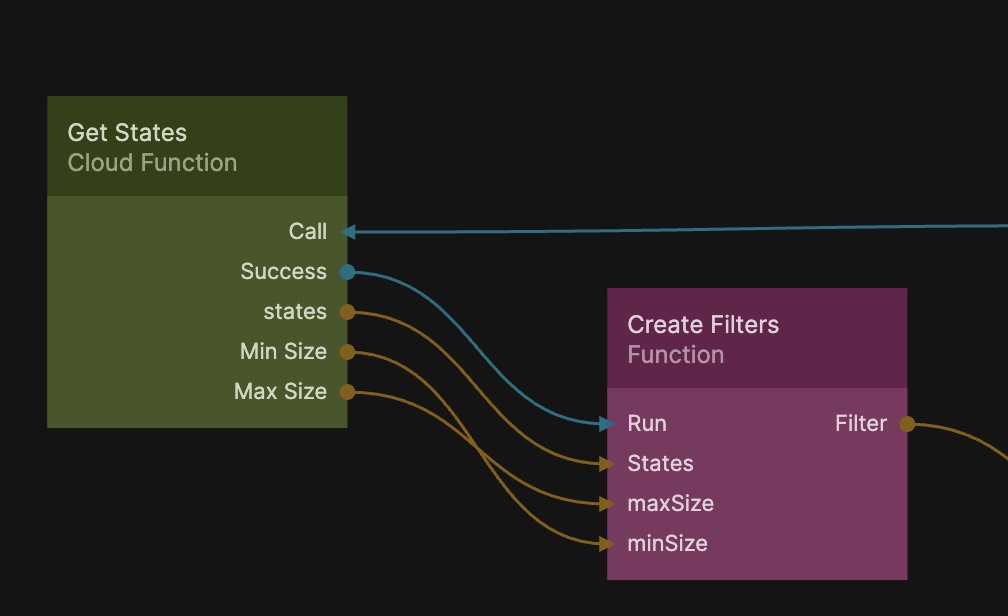 Get States
Cloud Function
Call
Success
states
Min Size
Max Size
Create Filters
Function
Run
Filter
States
maxSize
minSize